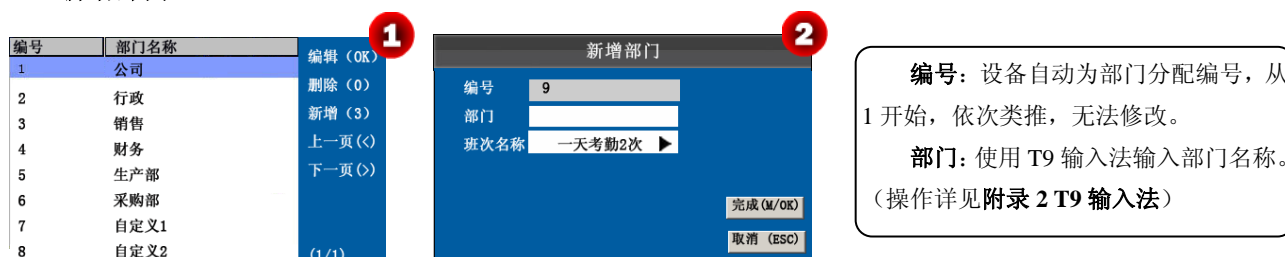 1
编号 部门名称
1 公司
2 行政
3 销售
4 财务
5 生产部
6 采购部
7 自定义1
8 自定义2
编辑（OK）
删除（0）
新增（3）
上一页(<)
下一页(>)
(1/1)
2
新增部门
编号 9
部门
班次名称 一天考勤2次
完成(M/OK)
取消 (ESC)
编号：设备自动为部门分配编号，从
1 开始，依次类推，无法修改。
部门：使用 T9 输入法输入部门名称。
（操作详见附录 2 T9 输入法）